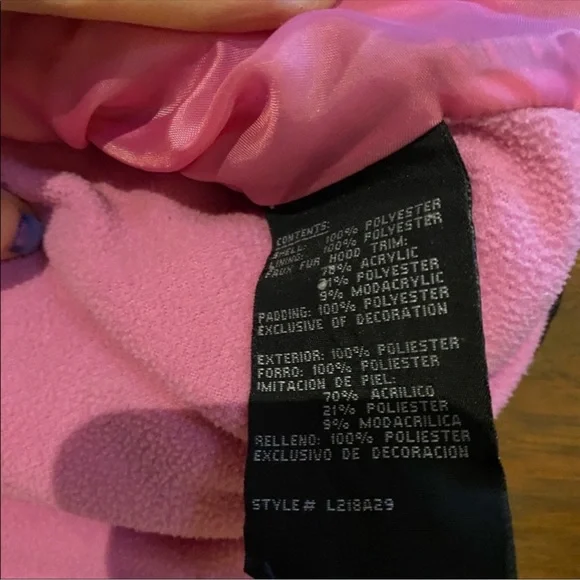 CONTENTS:
SHELL: 100% POLYESTER
LINING: 100% POLYESTER
FAUX FUR HOOD TRIM:
70% ACRYLIC
21% POLYESTER
9% MODACRYLIC
PADDING: 100% POLYESTER
EXCLUSIVE OF DECORATION
EXTERIOR: 100% POLIESTER
FORRO: 100% POLIESTER
IMITACION DE PIEL:
70% ACRILICO
21% POLIESTER
9% MODACRILICA
RELLENO: 100% POLIESTER
EXCLUSIVO DE DECORACION
STYLE# L218A29